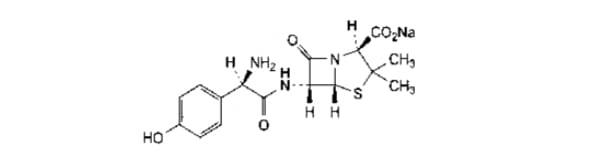 H CO₂Na
O N
H NH₂ H CH₃
N S CH₃
H H
O
HO